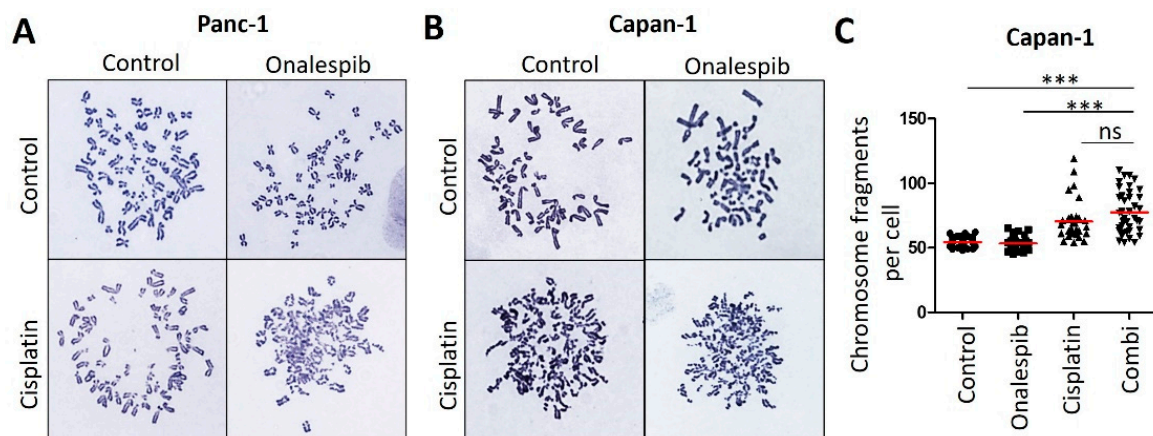 A
Panc-1
Control
Onalespib
Control
Cisplatin
B
Capan-1
Control
Onalespib
Control
Cisplatin
C
Capan-1
***
***
ns
Chromosome fragments
per cell
150
100
50
0
Control
Onalespib
Cisplatin
Combi